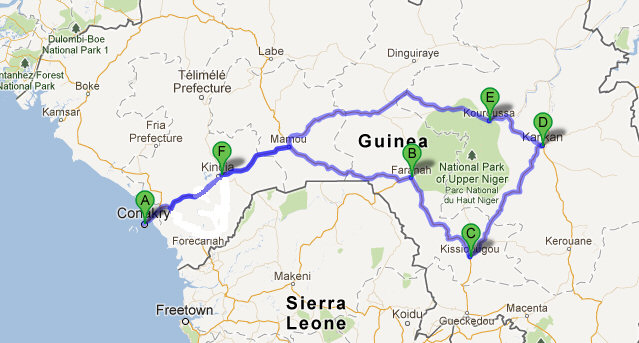 Dulombi-Boe
National Park 1
Labe
Dinguiraye
antanhez Forest
National Park
Boke
Télimélé
Prefecture
Kamsar
Fria
Prefecture
F
Kindia
Mamou
Guinea
E
Kouroussa
D
Kankan
B
Faranah
National Park
of Upper Niger
Parc National
du Haut Niger
A
Conakry
Forecariah
C
Kissidougou
Kerouane
Makeni
Sierra
Leone
Freetown
Koidu
Macenta
Gueckedou